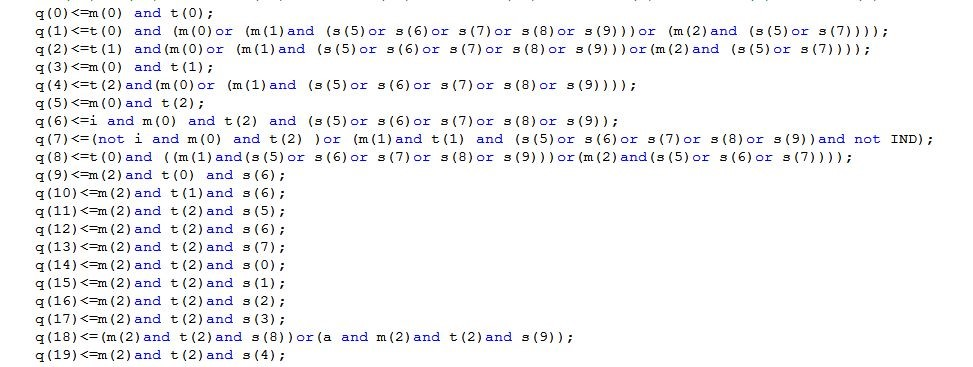 q(0)<=m(0) and t(0);
q(1)<=t(0) and (m(0)or (m(1)and (s(5)or s(6)or s(7)or s(8)or s(9)))or (m(2)and (s(5)or s(7))));
q(2)<=t(1) and(m(0)or (m(1)and (s(5)or s(6)or s(7)or s(8)or s(9)))or(m(2)and (s(5)or s(7))));
q(3)<=m(0) and t(1);
q(4)<=t(2)and(m(0)or (m(1)and (s(5)or s(6)or s(7)or s(8)or s(9))));
q(5)<=m(0)and t(2);
q(6)<=i and m(0) and t(2) and (s(5)or s(6)or s(7)or s(8)or s(9));
q(7)<=(not i and m(0) and t(2) )or (m(1)and t(1) and (s(5)or s(6)or s(7)or s(8)or s(9))and not IND);
q(8)<=t(0)and ((m(1)and(s(5)or s(6)or s(7)or s(8)or s(9)))or(m(2)and(s(5)or s(6)or s(7))));
q(9)<=m(2)and t(0) and s(6);
q(10)<=m(2)and t(1)and s(6);
q(11)<=m(2)and t(2)and s(5);
q(12)<=m(2)and t(2)and s(6);
q(13)<=m(2)and t(2)and s(7);
q(14)<=m(2)and t(2)and s(0);
q(15)<=m(2)and t(2)and s(1);
q(16)<=m(2)and t(2)and s(2);
q(17)<=m(2)and t(2)and s(3);
q(18)<=(m(2)and t(2)and s(8))or(a and m(2)and t(2)and s(9));
q(19)<=m(2)and t(2)and s(4);